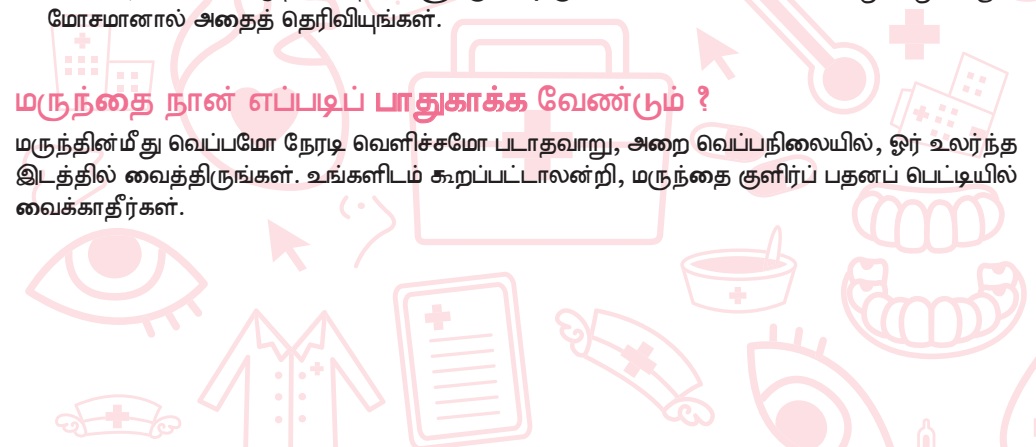 மோசமானால் அதைத் தெரிவியுங்கள்.
மருந்தை நான் எப்படிப் பாதுகாக்க வேண்டும் ?
மருந்தின்மீது வெப்பமோ நேரடி வெளிச்சமோ படாதவாறு, அறை வெப்பநிலையில், ஓர் உலர்ந்த
இடத்தில் வைத்திருங்கள். உங்களிடம் கூறப்பட்டாலன்றி, மருந்தை குளிர்ப் பதனப் பெட்டியில்
வைக்காதீர்கள்.